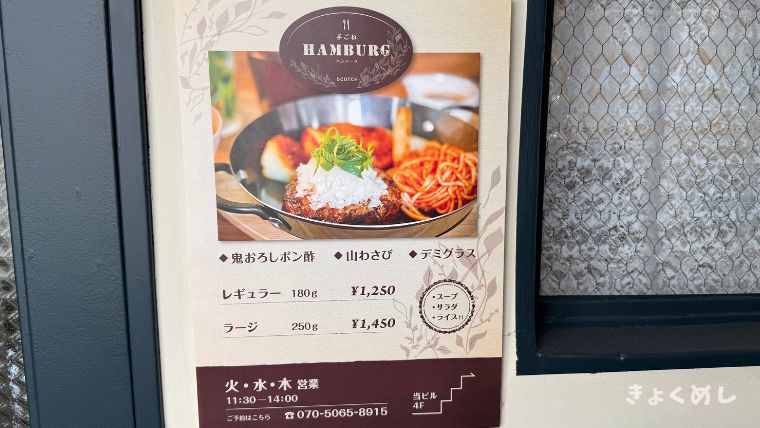 手ごね
HAMBURG
ハンバーグ
SCOTCH
◆鬼おろしポン酢 ◆山わさび ◆デミグラス
レギュラー 180g ¥1,250
ラージ 250g ¥1,450
・スープ
・サラダ
・ライス付
火・水・木 営業
11:30―14:00
ご予約はこちら ☎070-5065-8915
当ビル
4F
きょくめし